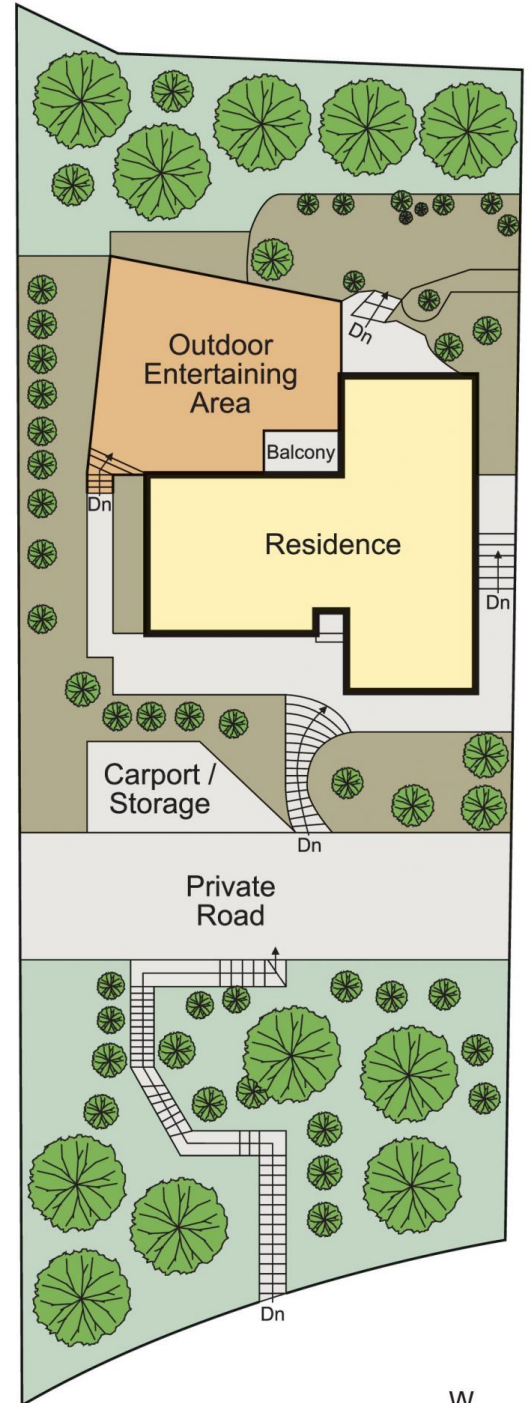 Outdoor
Entertaining
Area
Dn
Balcony
Dn
Residence
Dn
Carport /
Storage
Dn
Private
Road
Dn
W